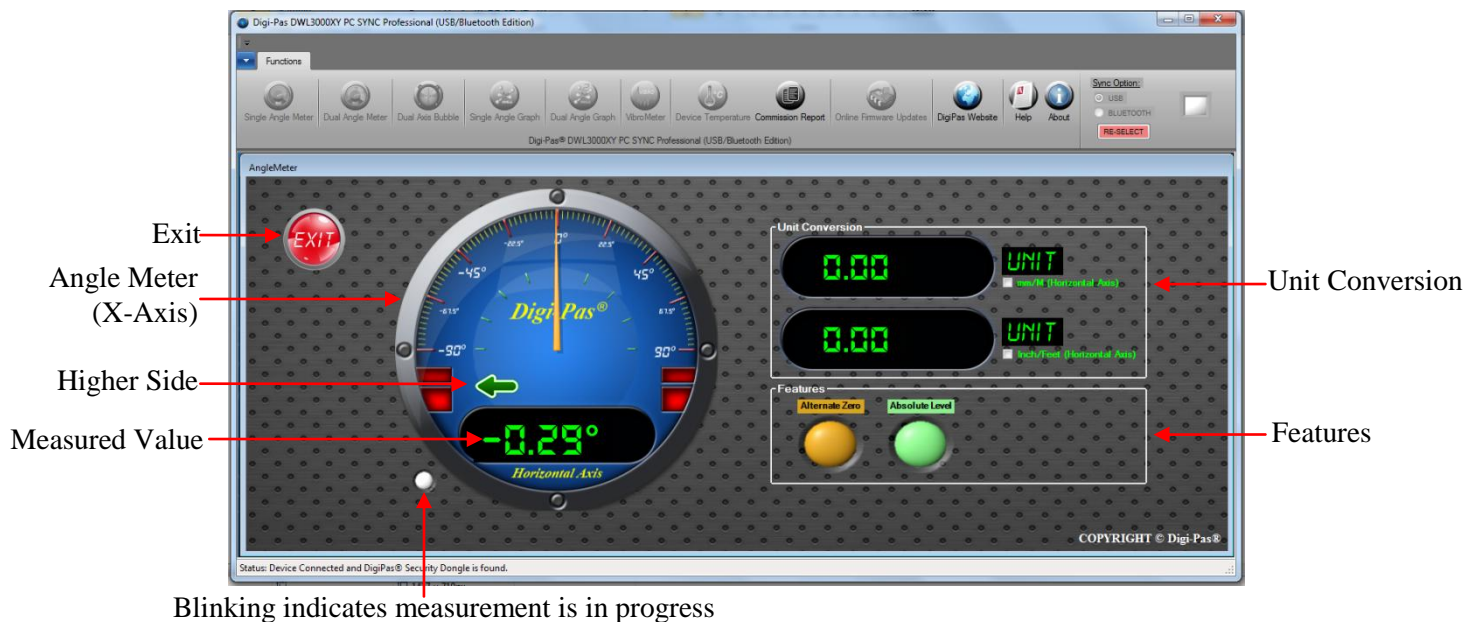 Digi-Pas DWL3000XY PC SYNC Professional (USB/Bluetooth Edition)
Functions
Single Angle Meter
Dual Angle Meter
Dual Axis Bubble
Single Angle Graph
Dual Angle Graph
VibroMeter
Device Temperature
Commission Report
Online Firmware Updates
DigiPas Website
Help
About
Sync Option:
USB
BLUETOOTH
RE-SELECT
Digi-Pas® DWL3000XY PC SYNC Professional (USB/Bluetooth Edition)
AngleMeter
Exit
EXIT
Angle Meter
(X-Axis)
Higher Side
Measured Value
-90°
-67.5°
-45°
-22.5°
0°
22.5°
45°
67.5°
90°
Digi-Pas®
-0.29°
Horizontal Axis
Unit Conversion
0.00
UNIT
mm/M (Horizontal Axis)
0.00
UNIT
Inch/Feet (Horizontal Axis)
Features
Alternate Zero
Absolute Level
Unit Conversion
Features
COPYRIGHT © Digi-Pas®
Status: Device Connected and DigiPas® Security Dongle is found.
Blinking indicates measurement is in progress